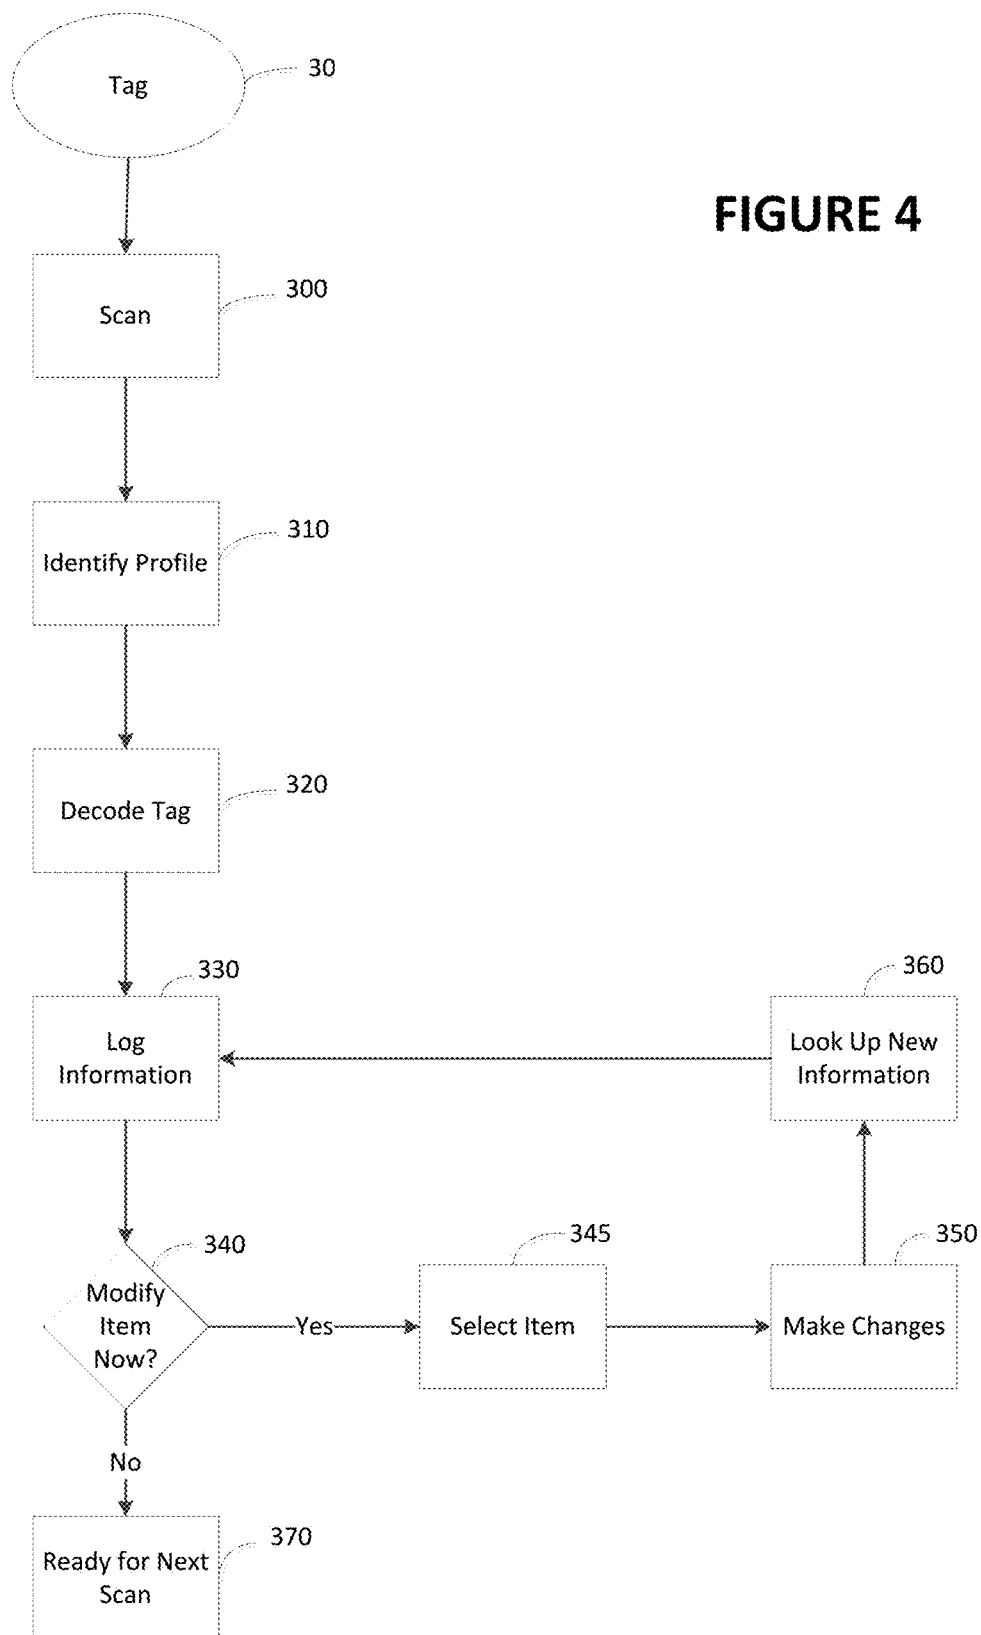 Tag
30
FIGURE 4
Scan
300
Identify Profile
310
Decode Tag
320
Log
Information
330
Look Up New
Information
360
Modify
Item
Now?
340
Yes
Select Item
345
Make Changes
350
No
Ready for Next
Scan
370